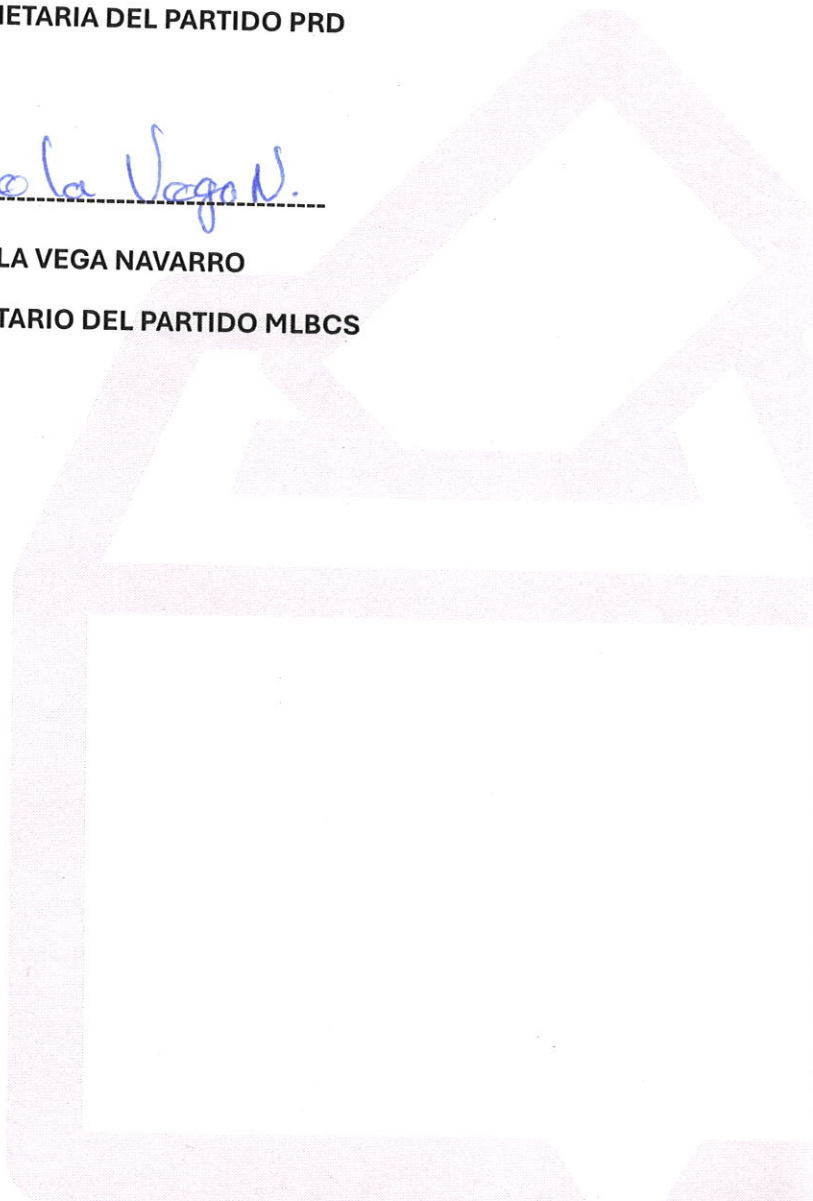 IETARIA DEL PARTIDO PRD
la Vega N.
LA VEGA NAVARRO
TARIO DEL PARTIDO MLBCS